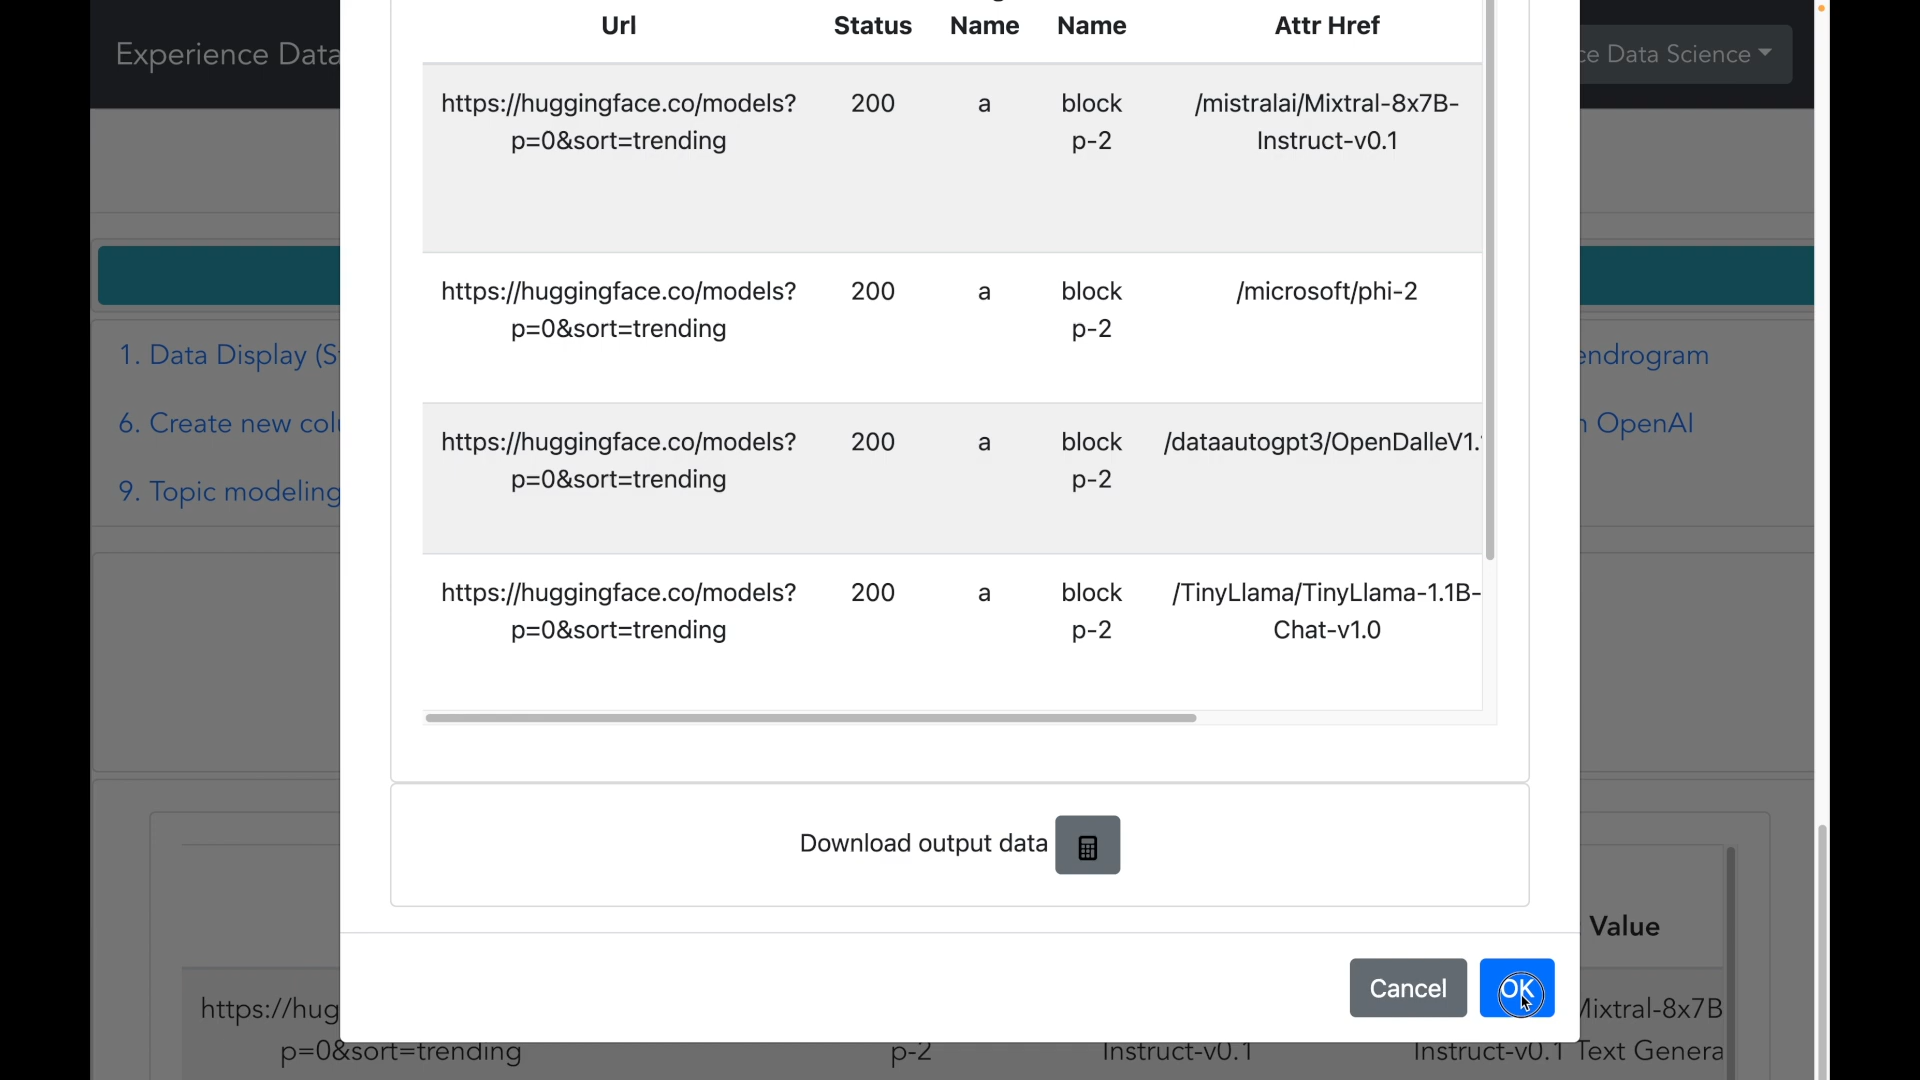 Experience Data
ce Data Science
Url Status Name Name Attr Href
https://huggingface.co/models? 200 a block /mistralai/Mixtral-8x7B-
p=0&sort=trending p-2 Instruct-v0.1
https://huggingface.co/models? 200 a block /microsoft/phi-2
p=0&sort=trending p-2
https://huggingface.co/models? 200 a block /dataautogpt3/OpenDalleV1.
p=0&sort=trending p-2
https://huggingface.co/models? 200 a block /TinyLlama/TinyLlama-1.1B-
p=0&sort=trending p-2 Chat-v1.0
1. Data Display (S
endrogram
6. Create new col
OpenAI
9. Topic modeling
Download output data
Value
Cancel OK
https://hug
Mixtral-8x7B
p=0&sort=trending p-2 Instruct-v0.1 Instruct-v0.1 Text Genera